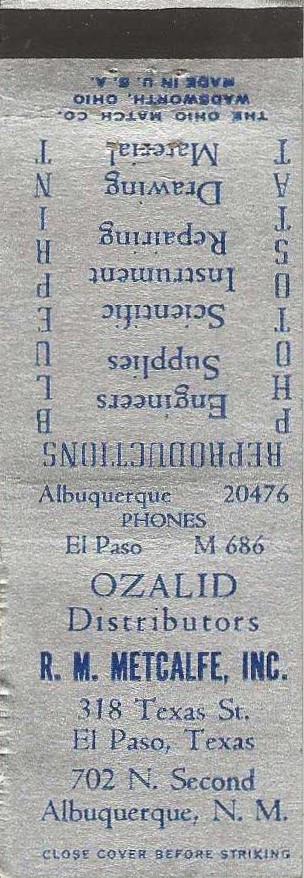 REPRODUCTIONS
PHOTOSTAT
Engineers
Supplies
Scientific
Instrument
Repairing
Drawing
Material
BLUEPRINT
THE OHIO MATCH CO.
WADSWORTH, OHIO
MADE IN U. S. A.
Albuquerque 20476
PHONES
El Paso M 686
OZALID
Distributors
R. M. METCALFE, INC.
318 Texas St.
El Paso, Texas
702 N. Second
Albuquerque, N. M.
CLOSE COVER BEFORE STRIKING